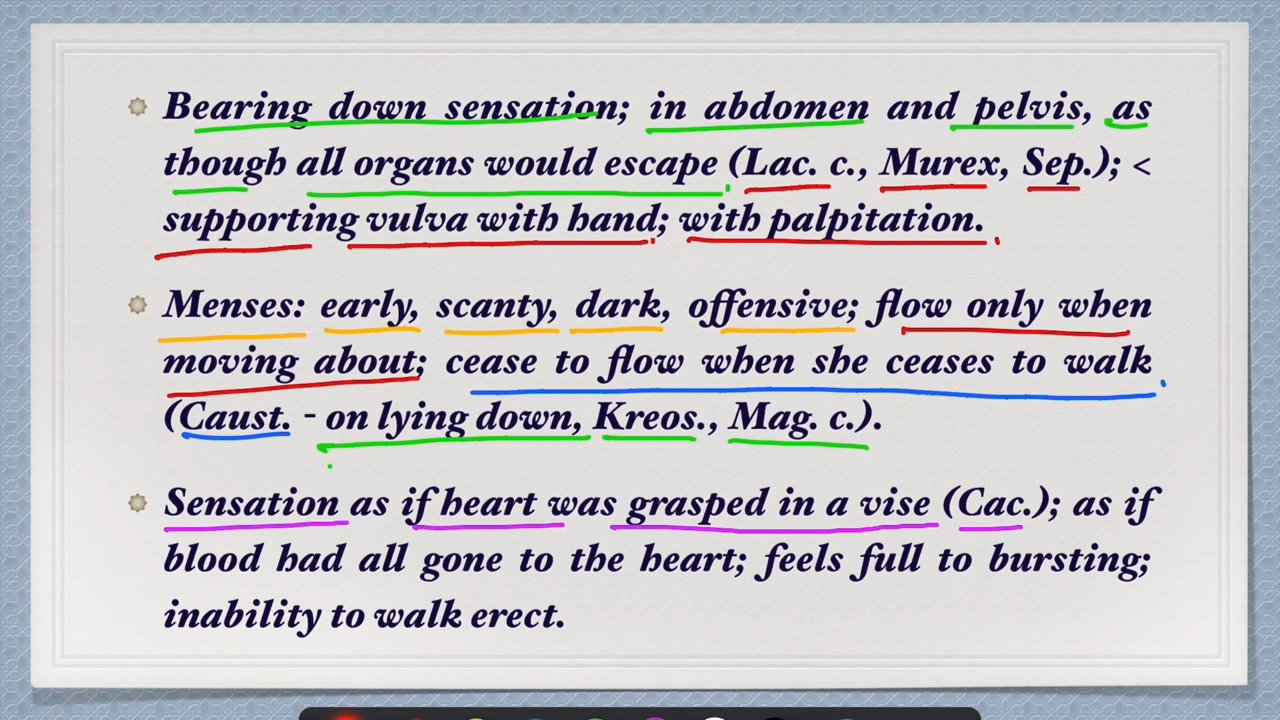 Bearing down sensation; in abdomen and pelvis, as
though all organs would escape (Lac. c., Murex, Sep.); <
supporting vulva with hand; with palpitation.
Menses: early, scanty, dark, offensive; flow only when
moving about; cease to flow when she ceases to walk
(Caust. - on lying down, Kreos., Mag. c.).
Sensation as if heart was grasped in a vise (Cac.); as if
blood had all gone to the heart; feels full to bursting;
inability to walk erect.